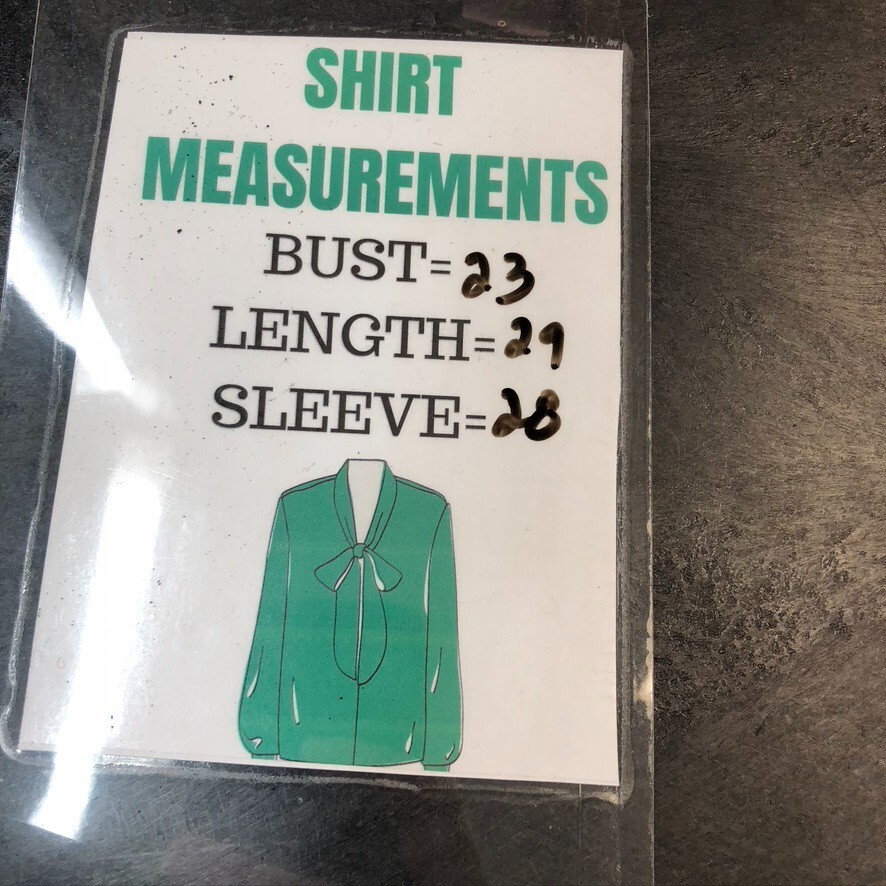 SHIRT
MEASUREMENTS
BUST=23
LENGTH=29
SLEEVE=28